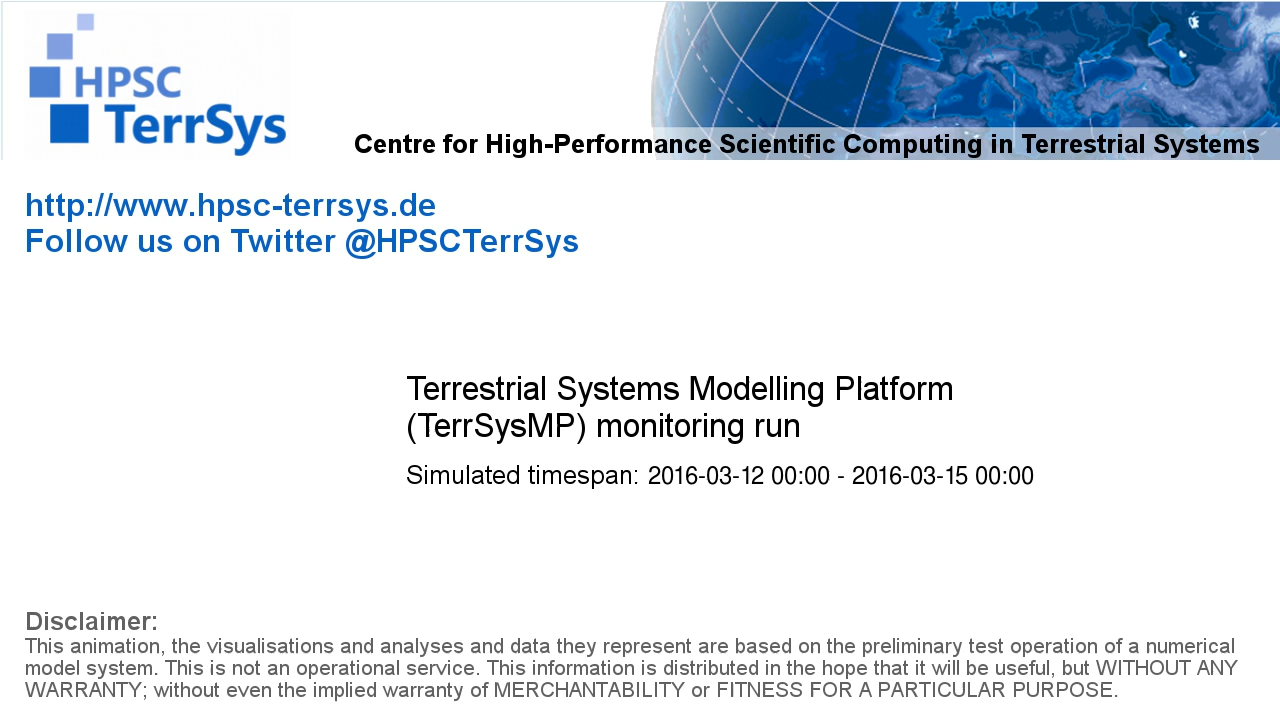 HPSC
TerrSys
Centre for High-Performance Scientific Computing in Terrestrial Systems
http://www.hpsc-terrsys.de
Follow us on Twitter @HPSCTerrSys
Terrestrial Systems Modelling Platform
(TerrSysMP) monitoring run
Simulated timespan: 2016-03-12 00:00 - 2016-03-15 00:00
Disclaimer:
This animation, the visualisations and analyses and data they represent are based on the preliminary test operation of a numerical
model system. This is not an operational service. This information is distributed in the hope that it will be useful, but WITHOUT ANY
WARRANTY; without even the implied warranty of MERCHANTABILITY or FITNESS FOR A PARTICULAR PURPOSE.